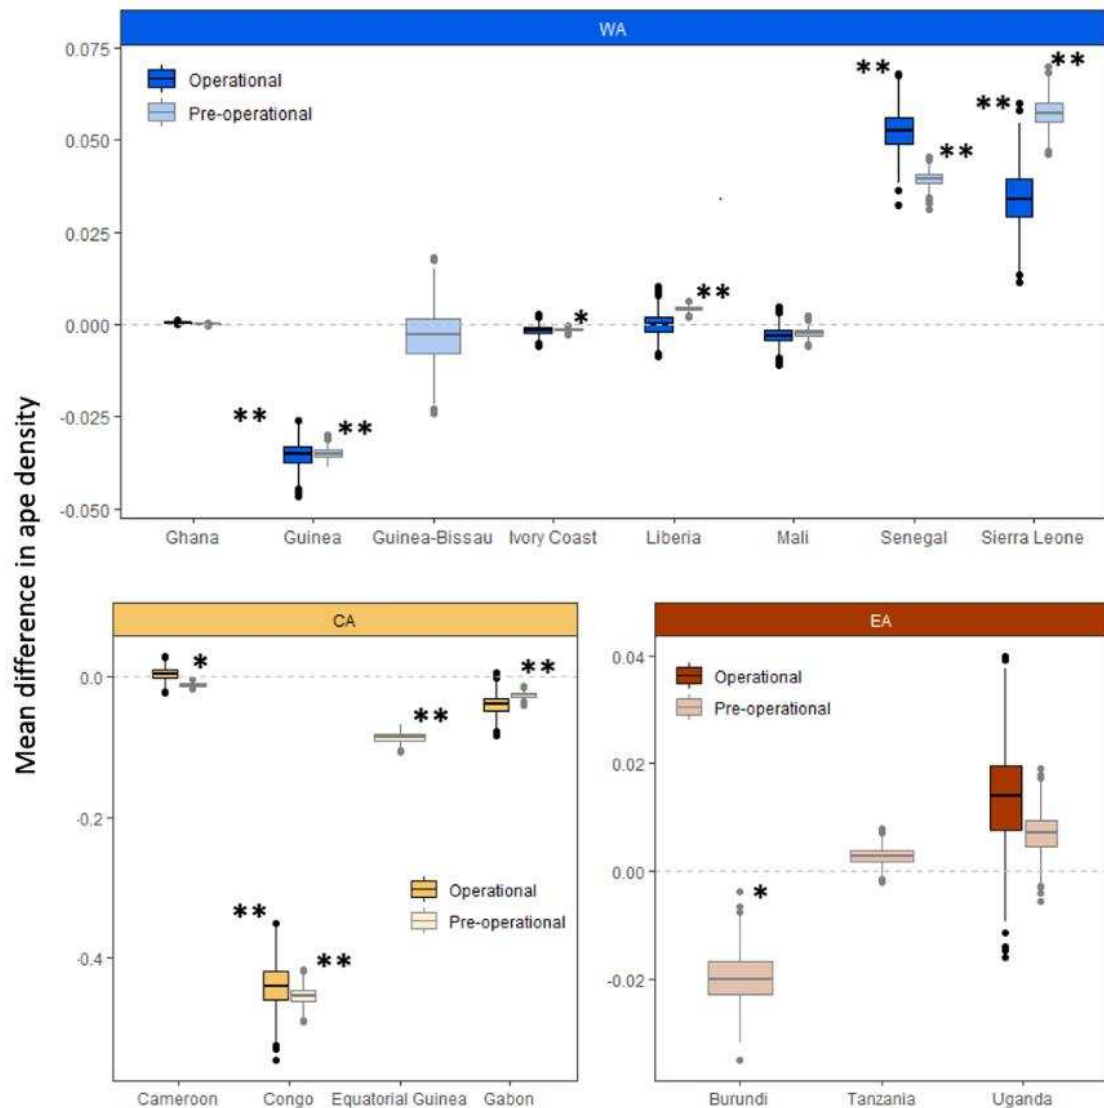 WA
0.075
0.050
0.025
0.000
-0.025
-0.050
Operational
Pre-operational
** ** ** **
** ** * **
Ghana Guinea Guinea-Bissau Ivory Coast Liberia Mali Senegal Sierra Leone
Mean difference in ape density
CA
0.0
-0.2
-0.4
* ** **
Operational
Pre-operational
** **
Cameroon Congo Equatorial Guinea Gabon
EA
0.04
0.02
0.00
-0.02
Operational
Pre-operational
*
Burundi Tanzania Uganda